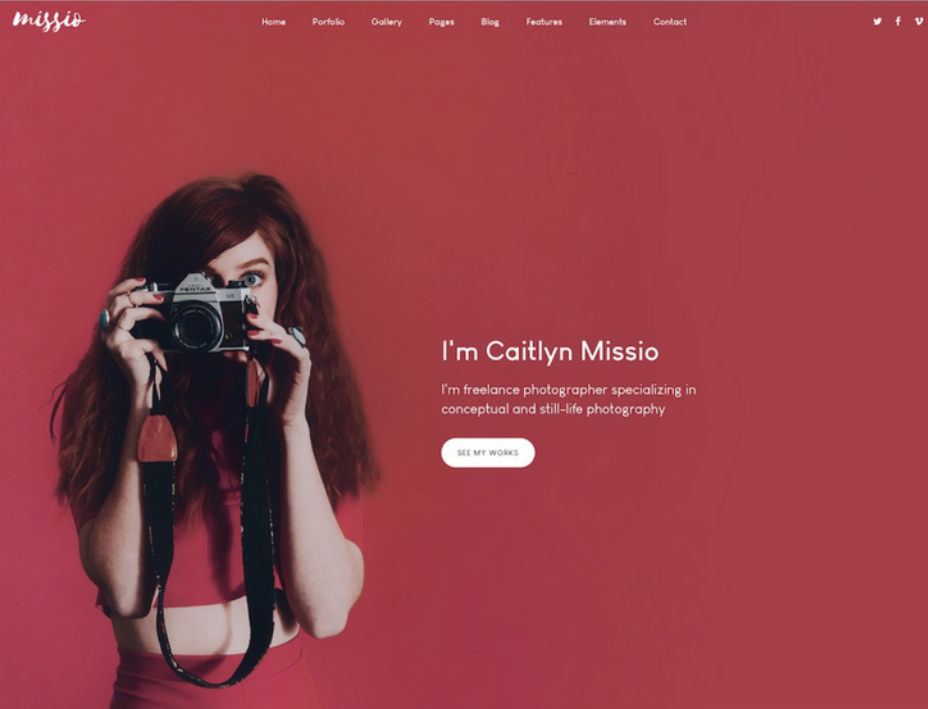 missio
Home Porfolio Gallery Pages Blog Features Elements Contact
PENTAX
I'm Caitlyn Missio
I'm freelance photographer specializing in
conceptual and still-life photography
SEE MY WORKS